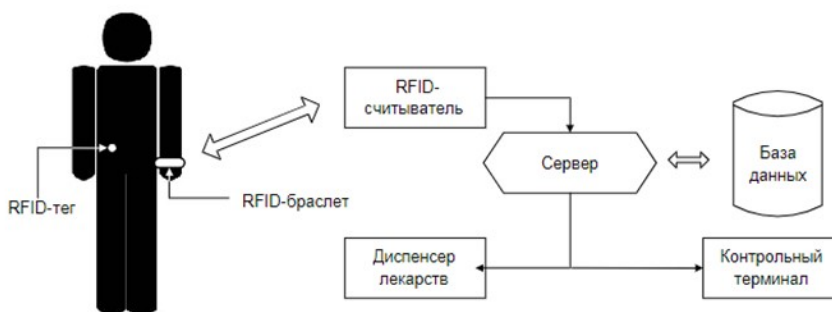 RFID-
считыватель
Сервер
База
данных
RFID-тег
RFID-браслет
Диспенсер
лекарств
Контрольный
терминал